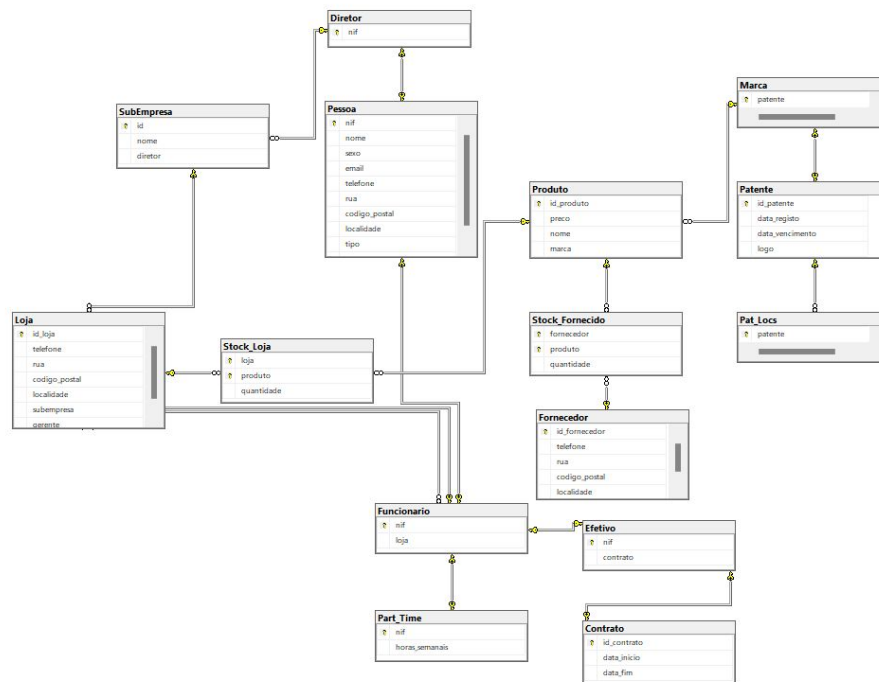 Diretor
nif
SubEmpresa
id
nome
diretor
Pessoa
nif
nome
sexo
email
telefone
rua
codigo_postal
localidade
tipo
Marca
patente
Produto
id_produto
preco
nome
marca
Patente
id_patente
data_registo
data_vencimento
logo
Loja
id_loja
telefone
rua
codigo_postal
localidade
subempresa
gerente
Stock_Loja
loja
produto
quantidade
Stock_Fornecido
fornecedor
produto
quantidade
Pat_Locs
patente
Fornecedor
id_fornecedor
telefone
rua
codigo_postal
localidade
Funcionario
nif
loja
Efetivo
nif
contrato
Part_Time
nif
horas_semanais
Contrato
id_contrato
data_inicio
data_fim